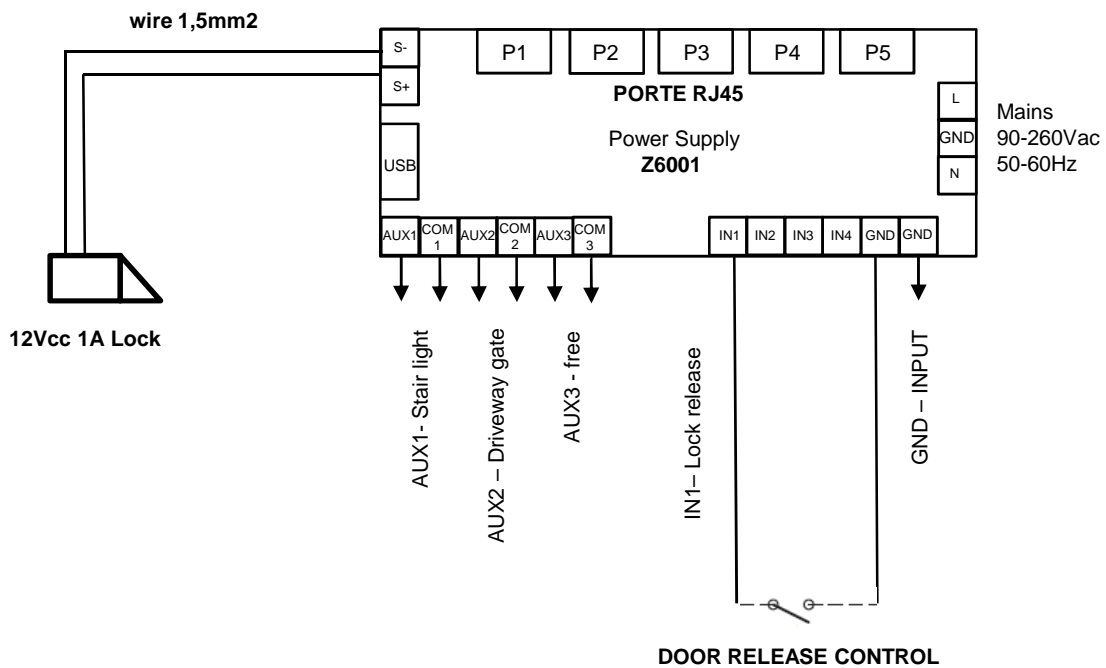 wire 1,5mm2
S-
S+
USB
P1
P2
P3
P4
P5
PORTE RJ45
Power Supply
Z6001
L
GND
N
Mains
90-260Vac
50-60Hz
AUX1
COM
1
AUX2
COM
2
AUX3
COM
3
IN1
IN2
IN3
IN4
GND
GND
12Vcc 1A Lock
AUX1- Stair light
AUX2 – Driveway gate
AUX3 - free
IN1– Lock release
GND – INPUT
DOOR RELEASE CONTROL